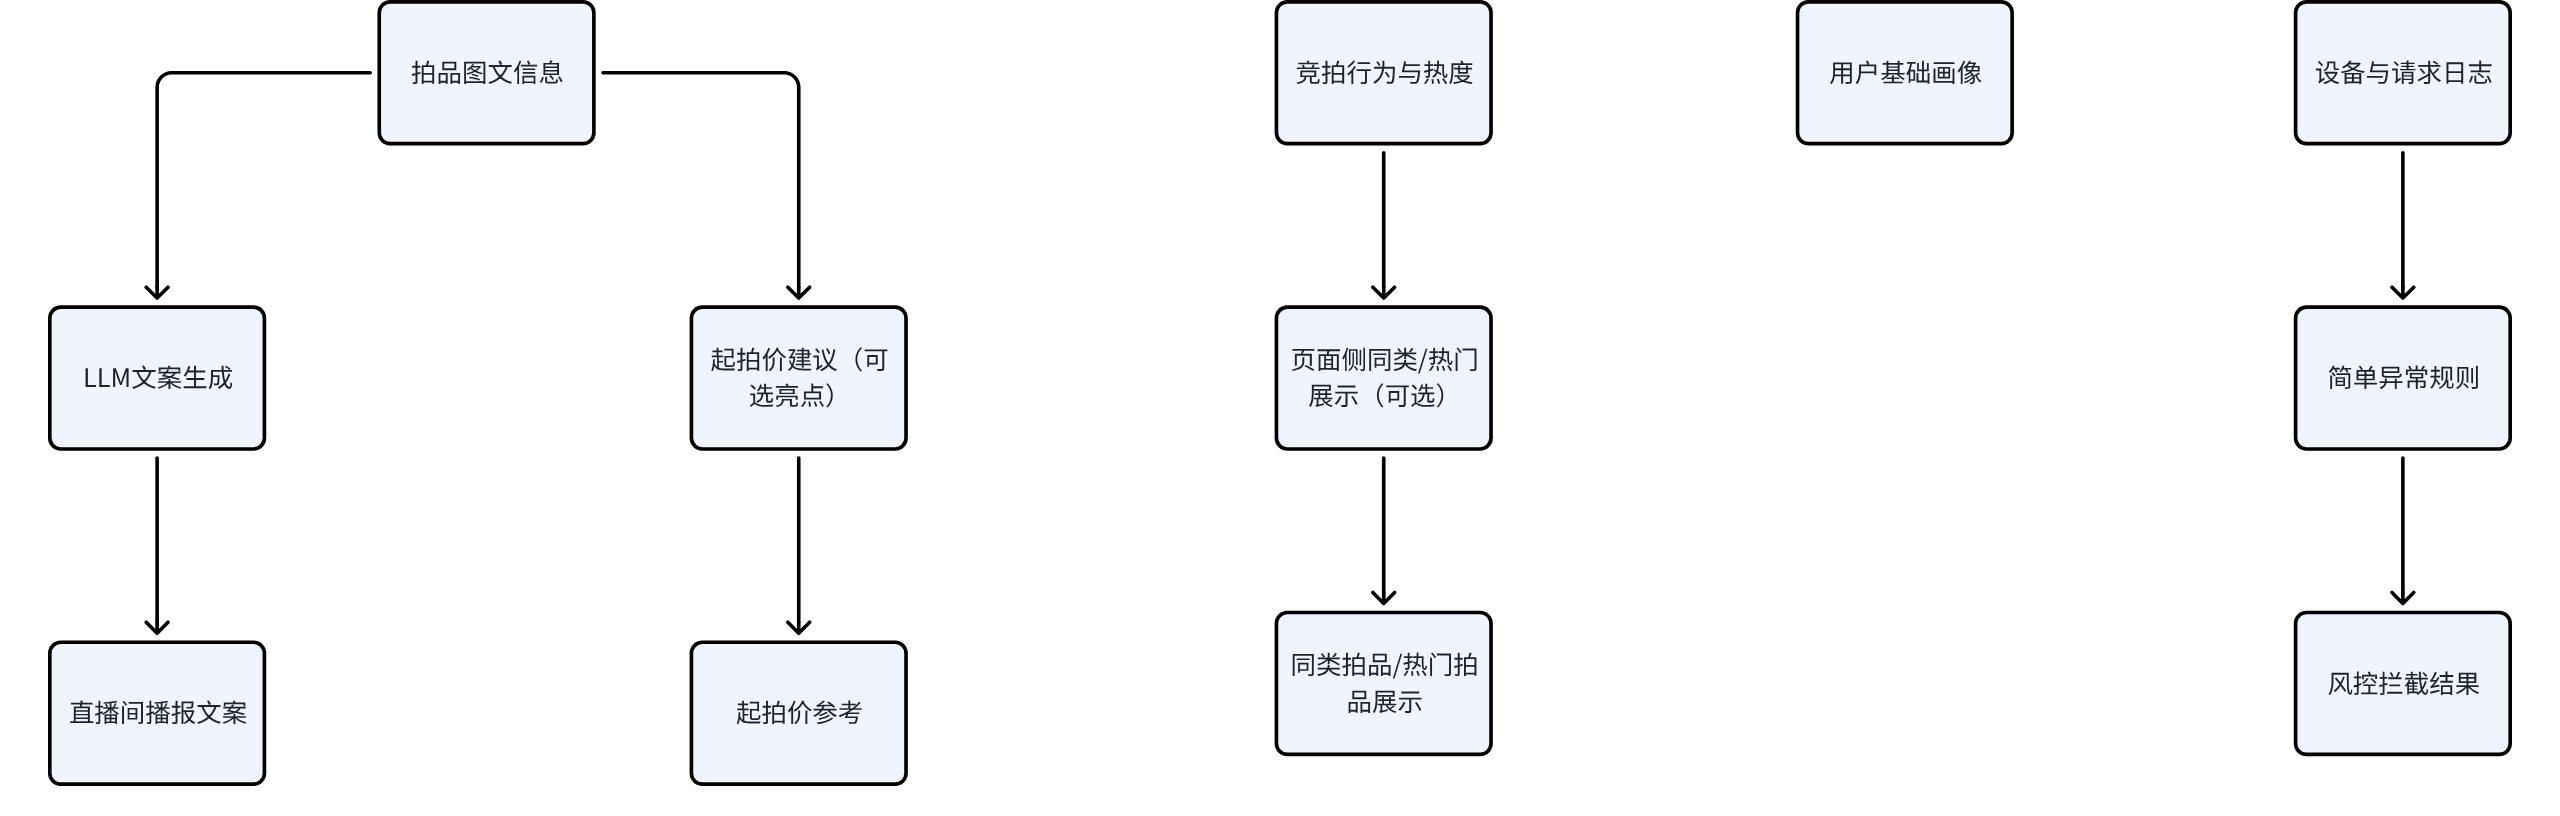 拍品图文信息
竞拍行为与热度
用户基础画像
设备与请求日志
LLM文案生成
起拍价建议（可
选亮点）
页面侧同类/热门
展示（可选）
简单异常规则
直播间播报文案
起拍价参考
同类拍品/热门拍
品展示
风控拦截结果